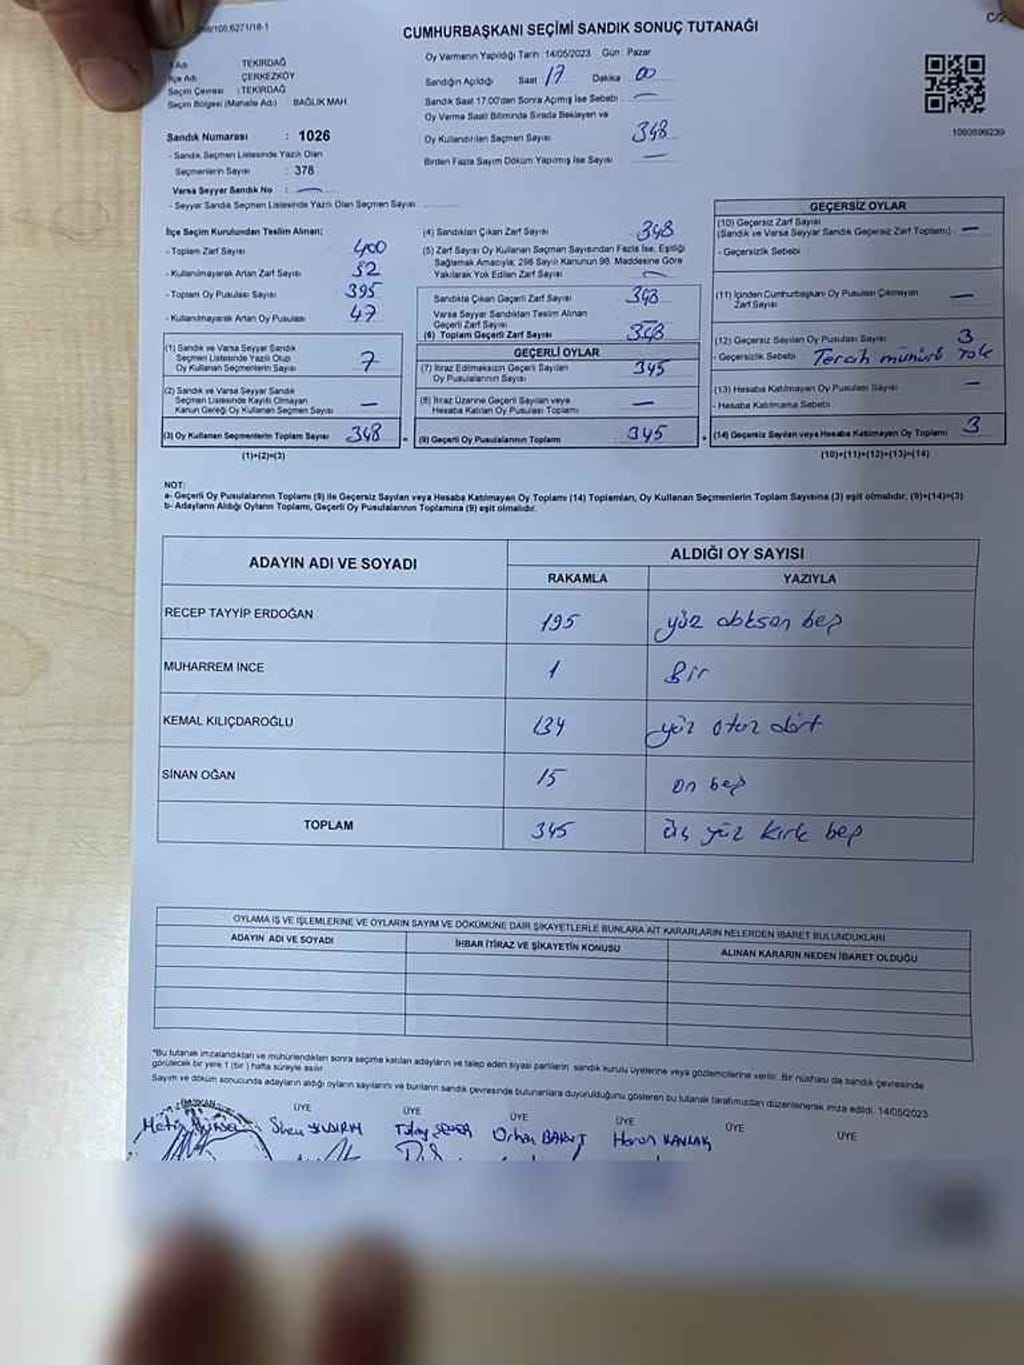 CUMHURBAŞKANI SEÇİMİ SANDIK SONUÇ TUTANAĞI
C/2
İl Adı TEKİRDAĞ
İlçe Adı ÇERKEZKÖY
Seçim Çevresi : TEKİRDAĞ
Seçim Bölgesi (Mahalle Adı) BAĞLIK MAH.
Sandık Numarası : 1026
- Sandık Seçmen Listesinde Yazılı Olan
Seçmenlerin Sayısı : 378
Varsa Seyyar Sandık No : —
- Seyyar Sandık Seçmen Listesinde Yazılı Olan Seçmen Sayısı
Oy Vermenin Yapıldığı Tarih : 14/05/2023 Gün : Pazar
Sandığın Açıldığı Saat 17 Dakika 00
Sandık Saat 17:00'den Sonra Açılmış İse Sebebi —
Oy Verme Saati Bitiminde Sırada Bekleyen ve
Oy Kullandırılan Seçmen Sayısı 348
Birden Fazla Sayım Döküm Yapılmış İse Sayısı —
1093599239
İlçe Seçim Kurulundan Teslim Alınan;
- Toplam Zarf Sayısı 400
- Kullanılmayarak Artan Zarf Sayısı 52
- Toplam Oy Pusulası Sayısı 395
- Kullanılmayarak Artan Oy Pusulası 47
(1) Sandık ve Varsa Seyyar Sandık
Seçmen Listesinde Yazılı Olup
Oy Kullanan Seçmenlerin Sayısı 7
(2) Sandık ve Varsa Seyyar Sandık
Seçmen Listesinde Kayıtlı Olmayan
Kanun Gereği Oy Kullanan Seçmen Sayısı —
(3) Oy Kullanan Seçmenlerin Toplam Sayısı 348
(1)+(2)=(3)
(4) Sandıktan Çıkan Zarf Sayısı 348
(5) Zarf Sayısı Oy Kullanan Seçmen Sayısından Fazla İse, Eşitliği
Sağlamak Amacıyla; 298 Sayılı Kanunun 98. Maddesine Göre
Yakılarak Yok Edilen Zarf Sayısı —
Sandıkta Çıkan Geçerli Zarf Sayısı 348
Varsa Seyyar Sandıktan Teslim Alınan
Geçerli Zarf Sayısı —
(6) Toplam Geçerli Zarf Sayısı 348
GEÇERLİ OYLAR
(7) İtiraz Edilmeksizin Geçerli Sayılan
Oy Pusulalarının Sayısı 345
(8) İtiraz Üzerine Geçerli Sayılan veya
Hesaba Katılan Oy Pusulası Toplamı —
(9) Geçerli Oy Pusulalarının Toplamı 345
GEÇERSİZ OYLAR
(10) Geçersiz Zarf Sayısı
(Sandık ve Varsa Seyyar Sandık Geçersiz Zarf Toplamı) —
- Geçersizlik Sebebi
(11) İçinden Cumhurbaşkanı Oy Pusulası Çıkmayan
Zarf Sayısı —
(12) Geçersiz Sayılan Oy Pusulası Sayısı 3
- Geçersizlik Sebebi
(13) Hesaba Katılmayan Oy Pusulası Sayısı —
- Hesaba Katılmama Sebebi
(14) Geçersiz Sayılan veya Hesaba Katılmayan Oy Toplamı 3
(10)+(11)+(12)+(13)=(14)
NOT:
a- Geçerli Oy Pusulalarının Toplamı (9) ile Geçersiz Sayılan veya Hesaba Katılmayan Oy Toplamı (14) Toplamları, Oy Kullanan Seçmenlerin Toplam Sayısına (3) eşit olmalıdır. (9)+(14)=(3)
b- Adayların Aldığı Oyların Toplamı, Geçerli Oy Pusulalarının Toplamına (9) eşit olmalıdır.
ADAYIN ADI VE SOYADI ALDIĞI OY SAYISI
RAKAMLA YAZIYLA
RECEP TAYYİP ERDOĞAN 195 yüz doksan beş
MUHARREM İNCE 1 Bir
KEMAL KILIÇDAROĞLU 134 yüz otuz dört
SİNAN OĞAN 15 on beş
TOPLAM 345 üç yüz kırk beş
OYLAMA İŞ VE İŞLEMLERİNE VE OYLARIN SAYIM VE DÖKÜMÜNE DAİR ŞİKAYETLERLE BUNLARA AİT KARARLARIN NELERDEN İBARET BULUNDUKLARI
ADAYIN ADI VE SOYADI İHBAR İTİRAZ VE ŞİKAYETİN KONUSU ALINAN KARARIN NEDEN İBARET OLDUĞU
*Bu tutanak imzalandıktan ve mühürlendikten sonra seçime katılan adayların ve talep eden siyasi partilerin, sandık kurulu üyelerine veya gözlemcilerine verilir. Bir nüshası da sandık çevresinde
görülecek bir yere 1 (bir) hafta süreyle asılır.
Sayım ve döküm sonucunda adayların aldığı oyların sayılarını ve bunların sandık çevresinde bulunanlara duyurulduğunu gösteren bu tutanak tarafımızdan düzenlenerek imza edildi. 14/05/2023
BAŞKAN ÜYE ÜYE ÜYE ÜYE ÜYE ÜYE
Metin YILDIRIM Orhan Harun KANLAK